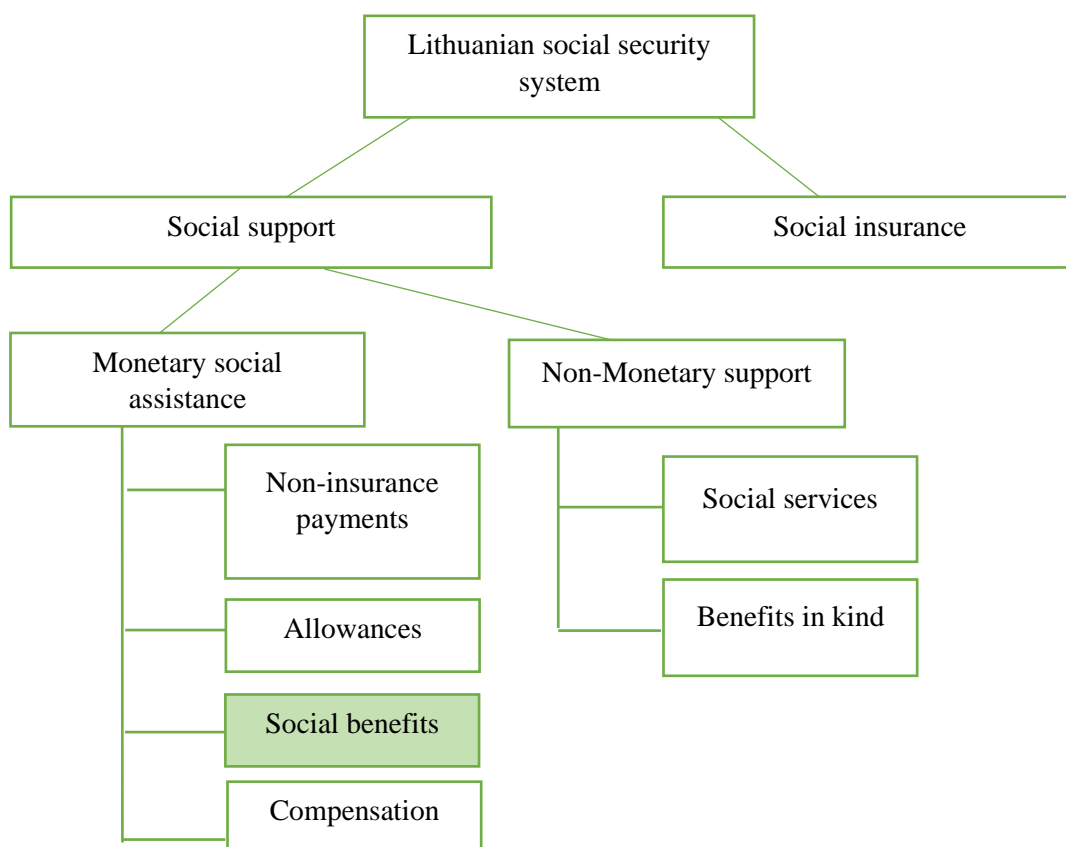 Lithuanian social security
system
Social support
Social insurance
Monetary social
assistance
Non-Monetary support
Non-insurance
payments
Social services
Allowances
Benefits in kind
Social benefits
Compensation